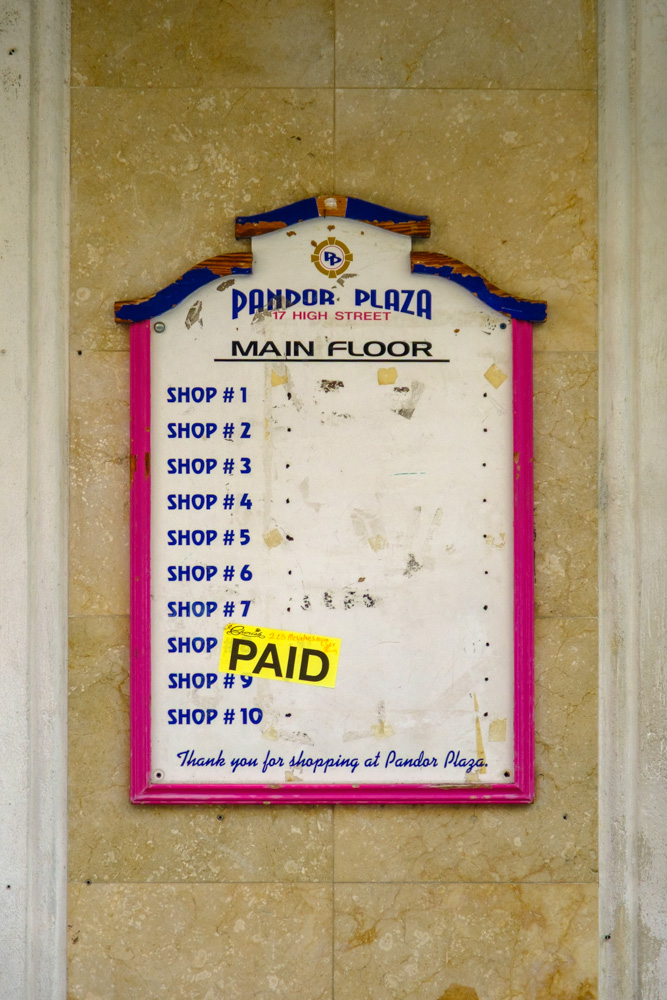 PD
PANDOR PLAZA
17 HIGH STREET
MAIN FLOOR
SHOP # 1
SHOP # 2
SHOP # 3
SHOP # 4
SHOP # 5
SHOP # 6
SHOP # 7
SHOP
PAID
SHOP # 9
SHOP # 10
Thank you for shopping at Pandor Plaza.